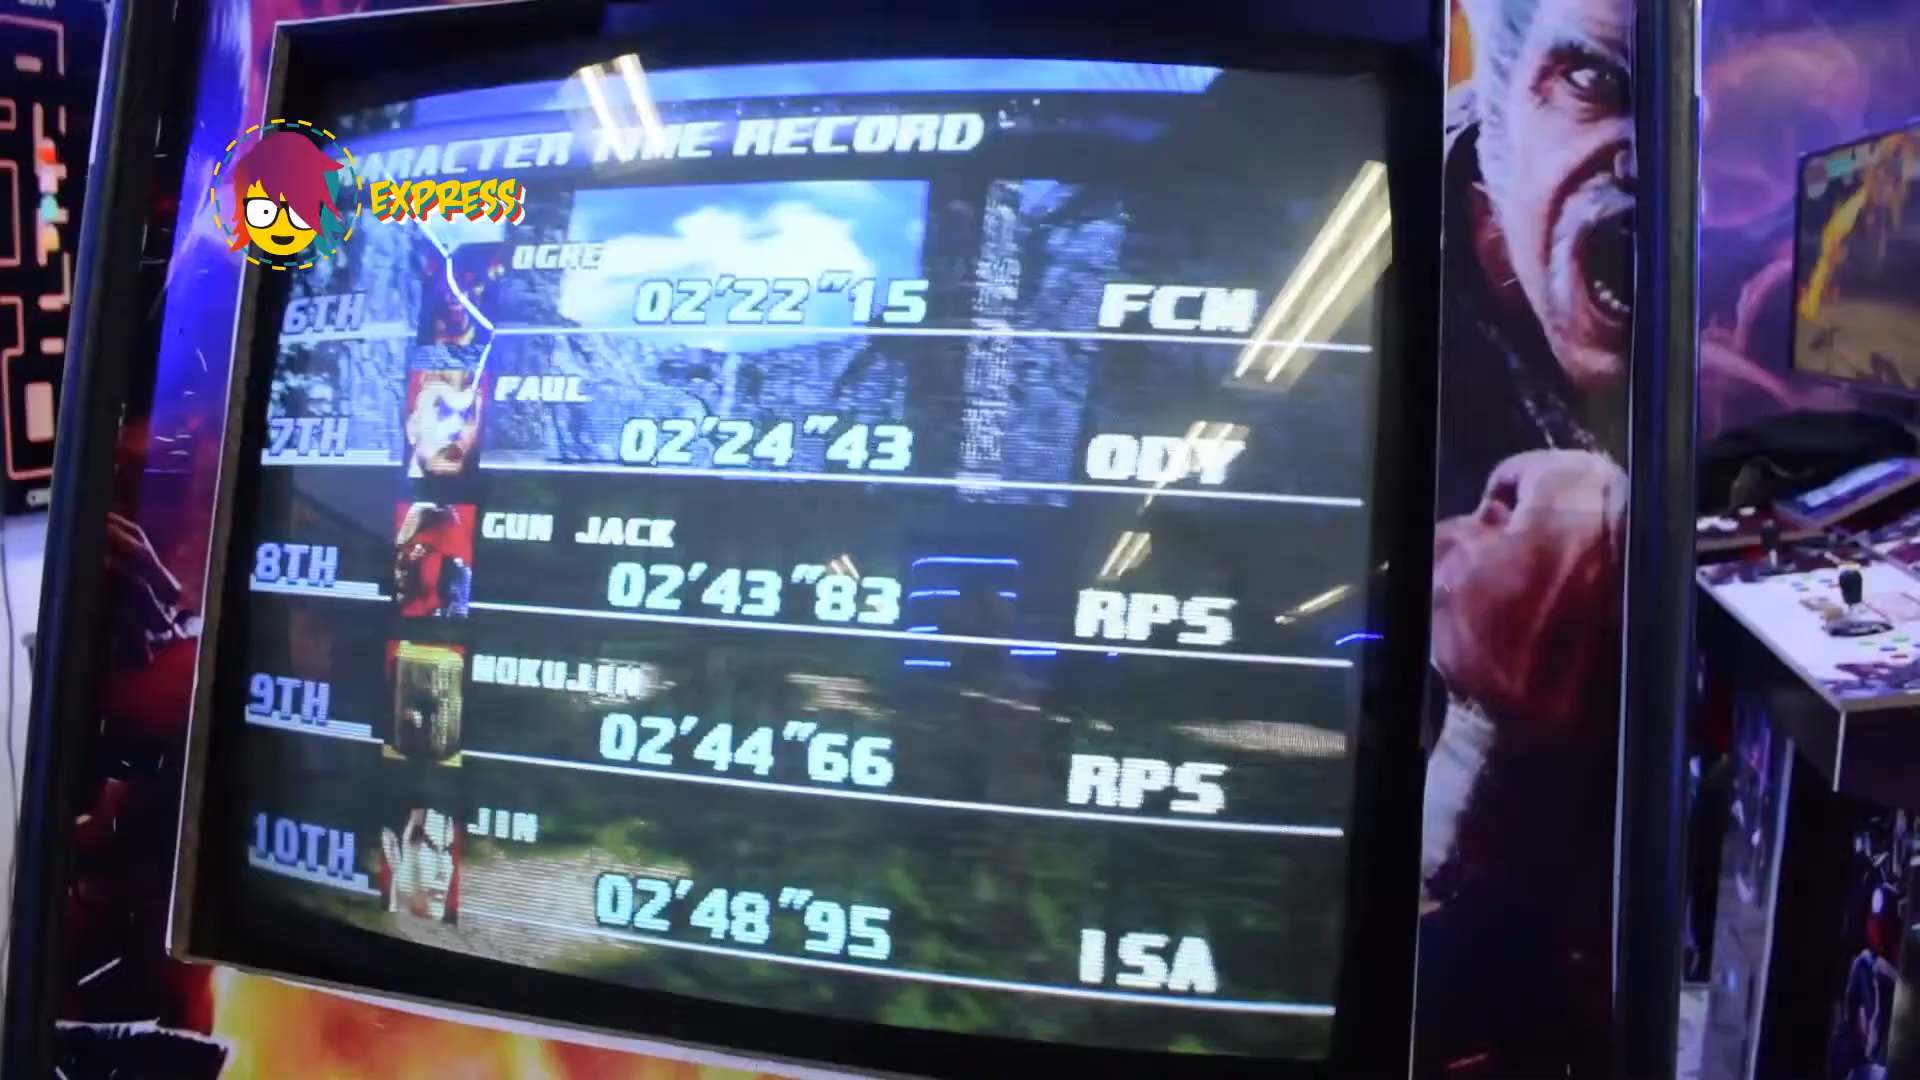 CHARACTER TIME RECORD
EXPRESS
6TH OGRE 02'22"15 FCM
7TH PAUL 02'24"43 ODY
8TH GUN JACK 02'43"83 RPS
9TH MOKUJIN 02'44"66 RPS
10TH JIN 02'48"95 ISA